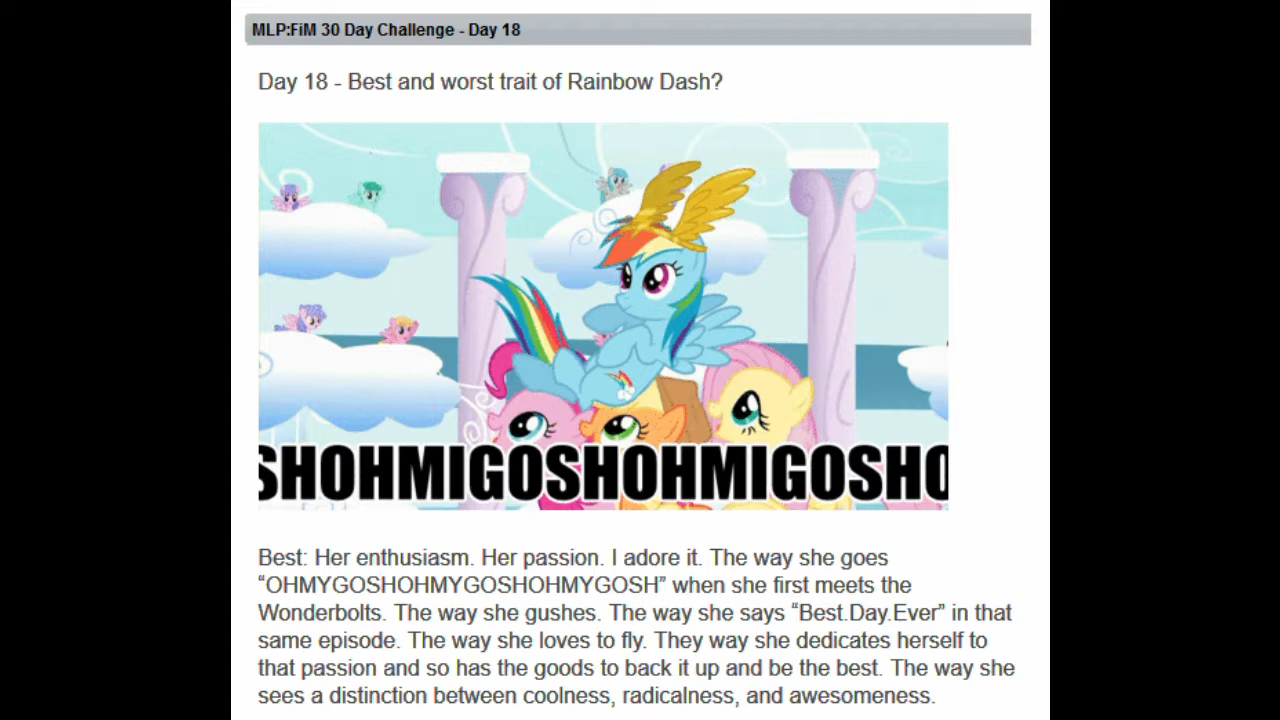 MLP:FiM 30 Day Challenge - Day 18
Day 18 - Best and worst trait of Rainbow Dash?
SHOHMIGOSHOHMIGOSHO
Best: Her enthusiasm. Her passion. I adore it. The way she goes
“OHMYGOSHOHMYGOSHOHMYGOSH” when she first meets the
Wonderbolts. The way she gushes. The way she says “Best.Day.Ever” in that
same episode. The way she loves to fly. They way she dedicates herself to
that passion and so has the goods to back it up and be the best. The way she
sees a distinction between coolness, radicalness, and awesomeness.